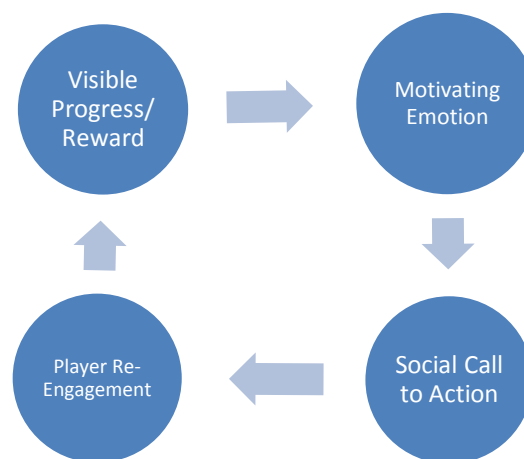 Visible
Progress/
Reward
Motivating
Emotion
Social Call
to Action
Player Re-
Engagement